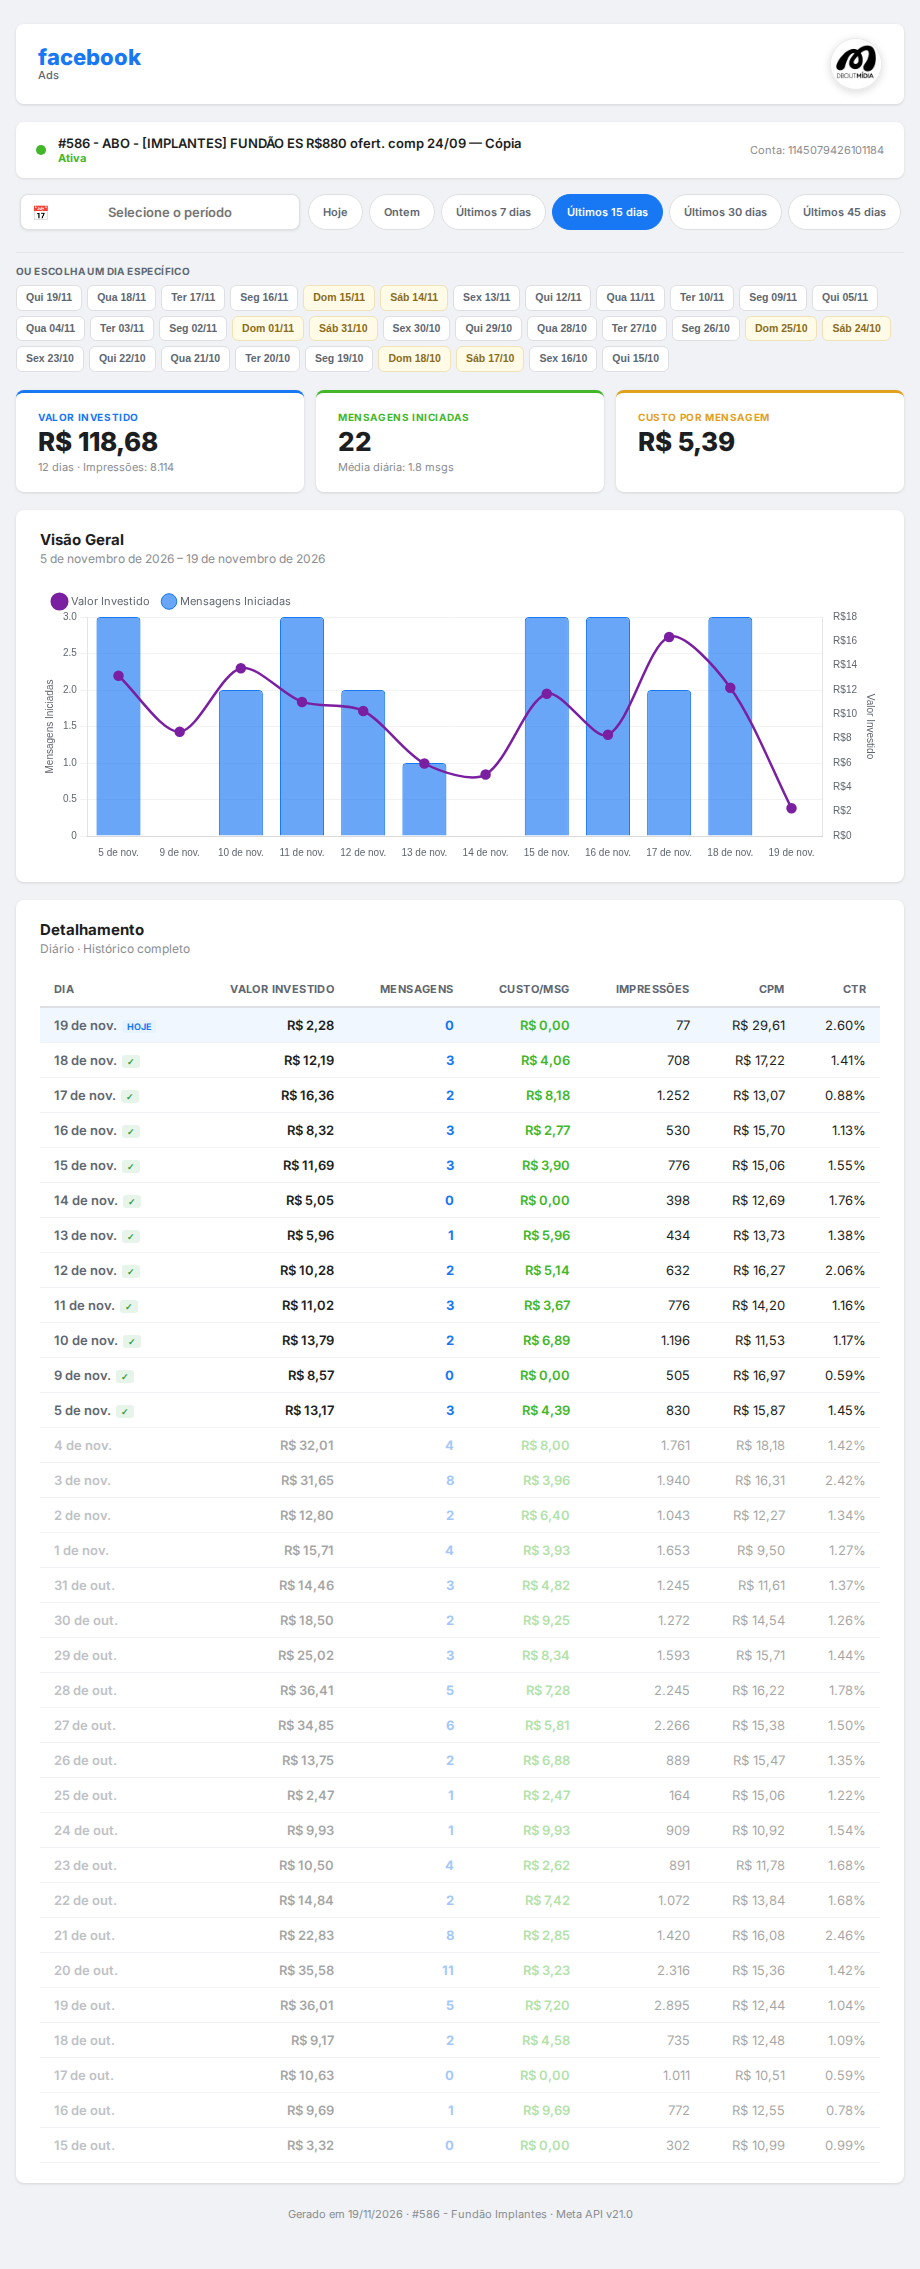 facebook
Ads
DBOUTMÍDIA
#586 - ABO - [IMPLANTES] FUNDÃO ES R$880 ofert. comp 24/09 — Cópia
Ativa
Conta: 1145079426101184
Selecione o período
Hoje
Ontem
Últimos 7 dias
Últimos 15 dias
Últimos 30 dias
Últimos 45 dias
OU ESCOLHA UM DIA ESPECÍFICO
Qui 19/11 Qua 18/11 Ter 17/11 Seg 16/11 Dom 15/11 Sáb 14/11 Sex 13/11 Qui 12/11 Qua 11/11 Ter 10/11 Seg 09/11 Qui 05/11
Qua 04/11 Ter 03/11 Seg 02/11 Dom 01/11 Sáb 31/10 Sex 30/10 Qui 29/10 Qua 28/10 Ter 27/10 Seg 26/10 Dom 25/10 Sáb 24/10
Sex 23/10 Qui 22/10 Qua 21/10 Ter 20/10 Seg 19/10 Dom 18/10 Sáb 17/10 Sex 16/10 Qui 15/10
VALOR INVESTIDO
R$ 118,68
12 dias · Impressões: 8.114
MENSAGENS INICIADAS
22
Média diária: 1.8 msgs
CUSTO POR MENSAGEM
R$ 5,39
Visão Geral
5 de novembro de 2026 – 19 de novembro de 2026
Valor Investido
Mensagens Iniciadas
Mensagens Iniciadas
3.0
2.5
2.0
1.5
1.0
0.5
0
R$18
R$16
R$14
R$12
R$10
R$8
R$6
R$4
R$2
R$0
Valor Investido
5 de nov. 9 de nov. 10 de nov. 11 de nov. 12 de nov. 13 de nov. 14 de nov. 15 de nov. 16 de nov. 17 de nov. 18 de nov. 19 de nov.
Detalhamento
Diário · Histórico completo
DIA VALOR INVESTIDO MENSAGENS CUSTO/MSG IMPRESSÕES CPM CTR
19 de nov. HOJE R$ 2,28 0 R$ 0,00 77 R$ 29,61 2.60%
18 de nov. ✓ R$ 12,19 3 R$ 4,06 708 R$ 17,22 1.41%
17 de nov. ✓ R$ 16,36 2 R$ 8,18 1.252 R$ 13,07 0.88%
16 de nov. ✓ R$ 8,32 3 R$ 2,77 530 R$ 15,70 1.13%
15 de nov. ✓ R$ 11,69 3 R$ 3,90 776 R$ 15,06 1.55%
14 de nov. ✓ R$ 5,05 0 R$ 0,00 398 R$ 12,69 1.76%
13 de nov. ✓ R$ 5,96 1 R$ 5,96 434 R$ 13,73 1.38%
12 de nov. ✓ R$ 10,28 2 R$ 5,14 632 R$ 16,27 2.06%
11 de nov. ✓ R$ 11,02 3 R$ 3,67 776 R$ 14,20 1.16%
10 de nov. ✓ R$ 13,79 2 R$ 6,89 1.196 R$ 11,53 1.17%
9 de nov. ✓ R$ 8,57 0 R$ 0,00 505 R$ 16,97 0.59%
5 de nov. ✓ R$ 13,17 3 R$ 4,39 830 R$ 15,87 1.45%
4 de nov. R$ 32,01 4 R$ 8,00 1.761 R$ 18,18 1.42%
3 de nov. R$ 31,65 8 R$ 3,96 1.940 R$ 16,31 2.42%
2 de nov. R$ 12,80 2 R$ 6,40 1.043 R$ 12,27 1.34%
1 de nov. R$ 15,71 4 R$ 3,93 1.653 R$ 9,50 1.27%
31 de out. R$ 14,46 3 R$ 4,82 1.245 R$ 11,61 1.37%
30 de out. R$ 18,50 2 R$ 9,25 1.272 R$ 14,54 1.26%
29 de out. R$ 25,02 3 R$ 8,34 1.593 R$ 15,71 1.44%
28 de out. R$ 36,41 5 R$ 7,28 2.245 R$ 16,22 1.78%
27 de out. R$ 34,85 6 R$ 5,81 2.266 R$ 15,38 1.50%
26 de out. R$ 13,75 2 R$ 6,88 889 R$ 15,47 1.35%
25 de out. R$ 2,47 1 R$ 2,47 164 R$ 15,06 1.22%
24 de out. R$ 9,93 1 R$ 9,93 909 R$ 10,92 1.54%
23 de out. R$ 10,50 4 R$ 2,62 891 R$ 11,78 1.68%
22 de out. R$ 14,84 2 R$ 7,42 1.072 R$ 13,84 1.68%
21 de out. R$ 22,83 8 R$ 2,85 1.420 R$ 16,08 2.46%
20 de out. R$ 35,58 11 R$ 3,23 2.316 R$ 15,36 1.42%
19 de out. R$ 36,01 5 R$ 7,20 2.895 R$ 12,44 1.04%
18 de out. R$ 9,17 2 R$ 4,58 735 R$ 12,48 1.09%
17 de out. R$ 10,63 0 R$ 0,00 1.011 R$ 10,51 0.59%
16 de out. R$ 9,69 1 R$ 9,69 772 R$ 12,55 0.78%
15 de out. R$ 3,32 0 R$ 0,00 302 R$ 10,99 0.99%
Gerado em 19/11/2026 · #586 - Fundão Implantes · Meta API v21.0